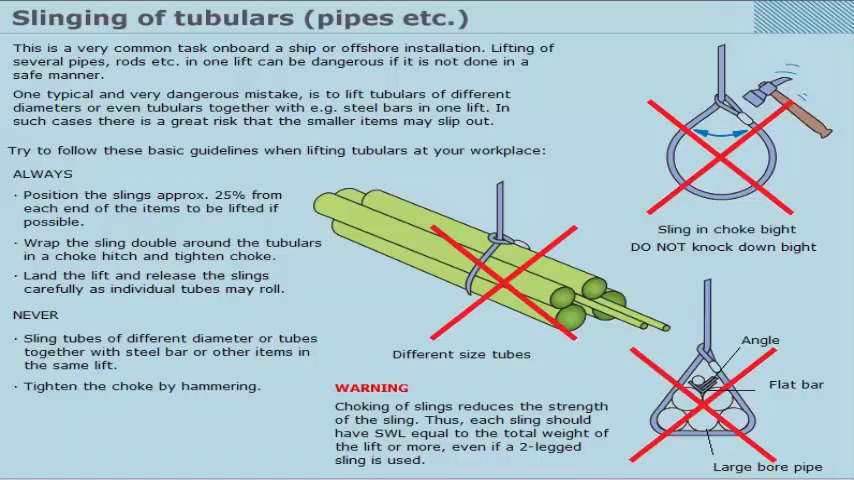 Slinging of tubulars (pipes etc.)
This is a very common task onboard a ship or offshore installation. Lifting of
several pipes, rods etc. in one lift can be dangerous if it is not done in a
safe manner.
One typical and very dangerous mistake, is to lift tubulars of different
diameters or even tubulars together with e.g. steel bars in one lift. In
such cases there is a great risk that the smaller items may slip out.
Try to follow these basic guidelines when lifting tubulars at your workplace:
ALWAYS
· Position the slings approx. 25% from
each end of the items to be lifted if
possible.
· Wrap the sling double around the tubulars
in a choke hitch and tighten choke.
· Land the lift and release the slings
carefully as individual tubes may roll.
NEVER
· Sling tubes of different diameter or tubes
together with steel bar or other items in
the same lift.
· Tighten the choke by hammering.
Different size tubes
WARNING
Choking of slings reduces the strength
of the sling. Thus, each sling should
have SWL equal to the total weight of
the lift or more, even if a 2-legged
sling is used.
Sling in choke bight
DO NOT knock down bight
Angle
Flat bar
Large bore pipe